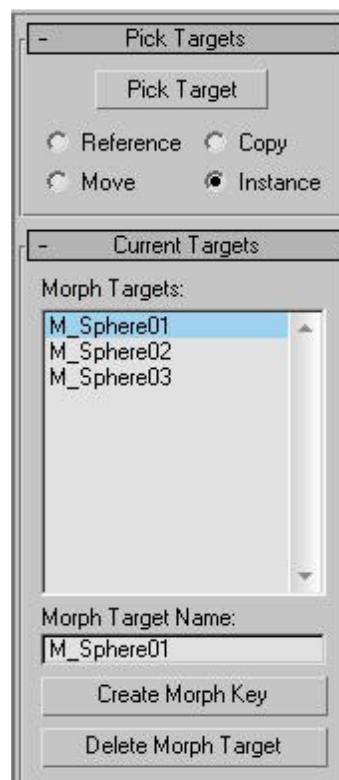 - Pick Targets
Pick Target
Reference Copy
Move Instance
- Current Targets
Morph Targets:
M_Sphere01
M_Sphere02
M_Sphere03
Morph Target Name:
M_Sphere01
Create Morph Key
Delete Morph Target